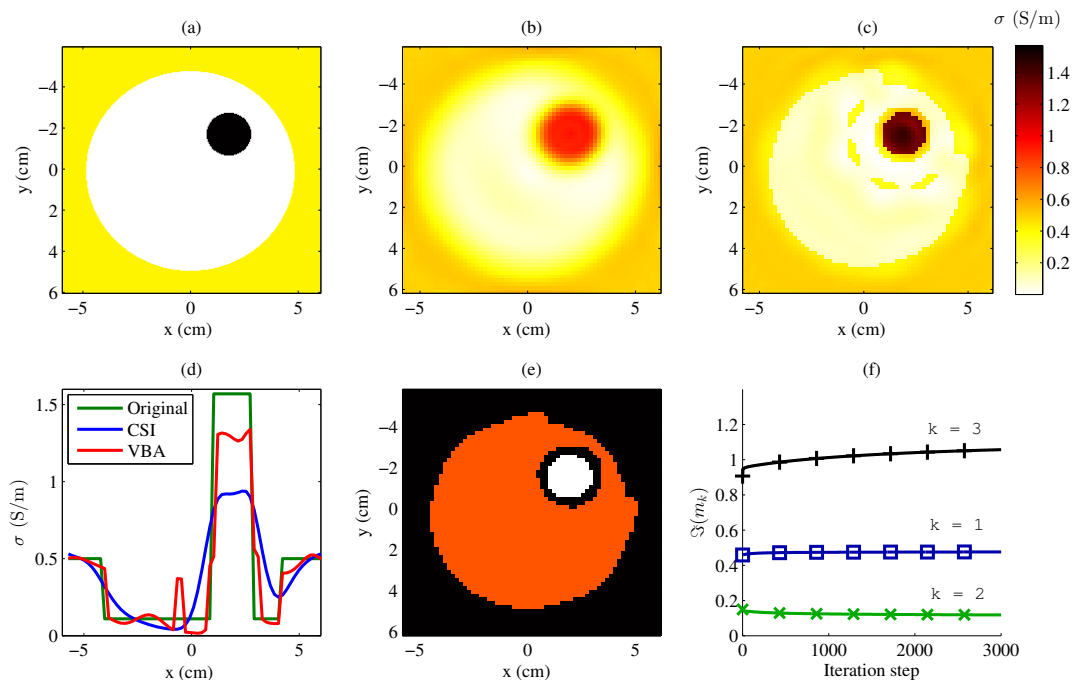 (a)
(b)
(c)
σ (S/m)
−4
−2
0
2
4
6
y (cm)
−5
0
5
x (cm)
−4
−2
0
2
4
6
y (cm)
−5
0
5
x (cm)
−4
−2
0
2
4
6
y (cm)
−5
0
5
x (cm)
1.4
1.2
1
0.8
0.6
0.4
0.2
(d)
(e)
(f)
1.5
1
0.5
0
σ (S/m)
Original
CSI
VBA
−5
0
5
x (cm)
−4
−2
0
2
4
6
y (cm)
−5
0
5
x (cm)
1.2
1
0.8
0.6
0.4
0.2
0
ℑ(m_k)
k = 3
k = 1
k = 2
0
1000
2000
3000
Iteration step